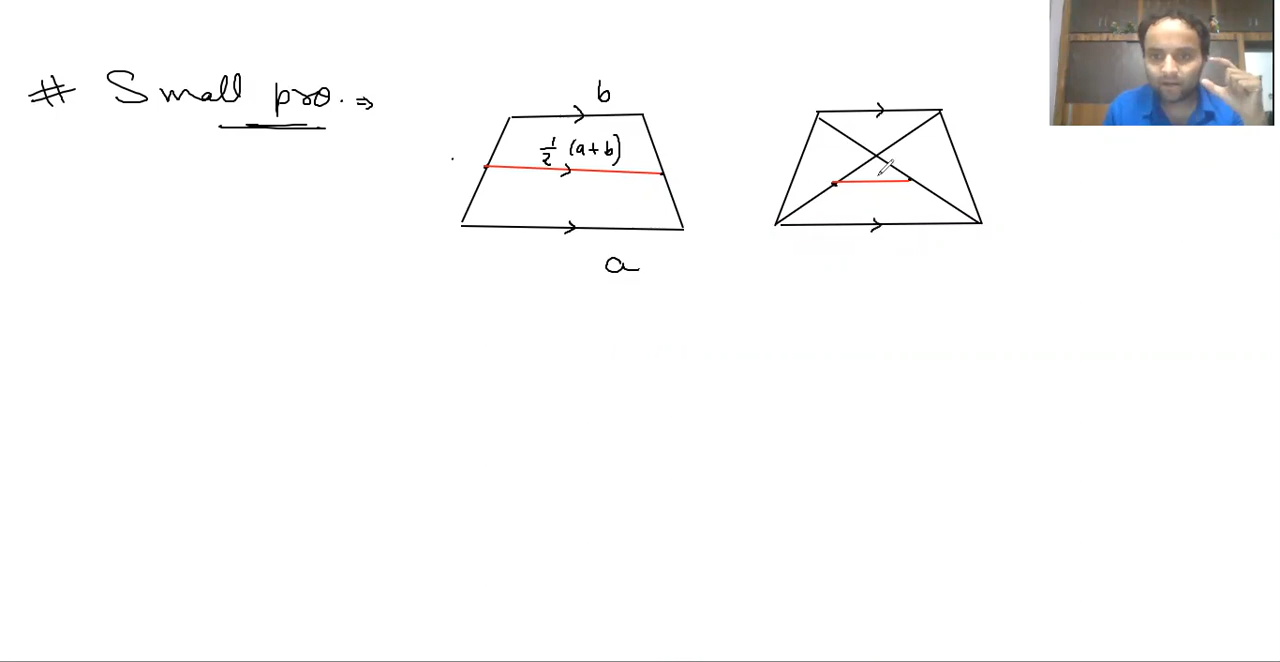 # Small pro. ⇒
b
1/2 (a+b)
a